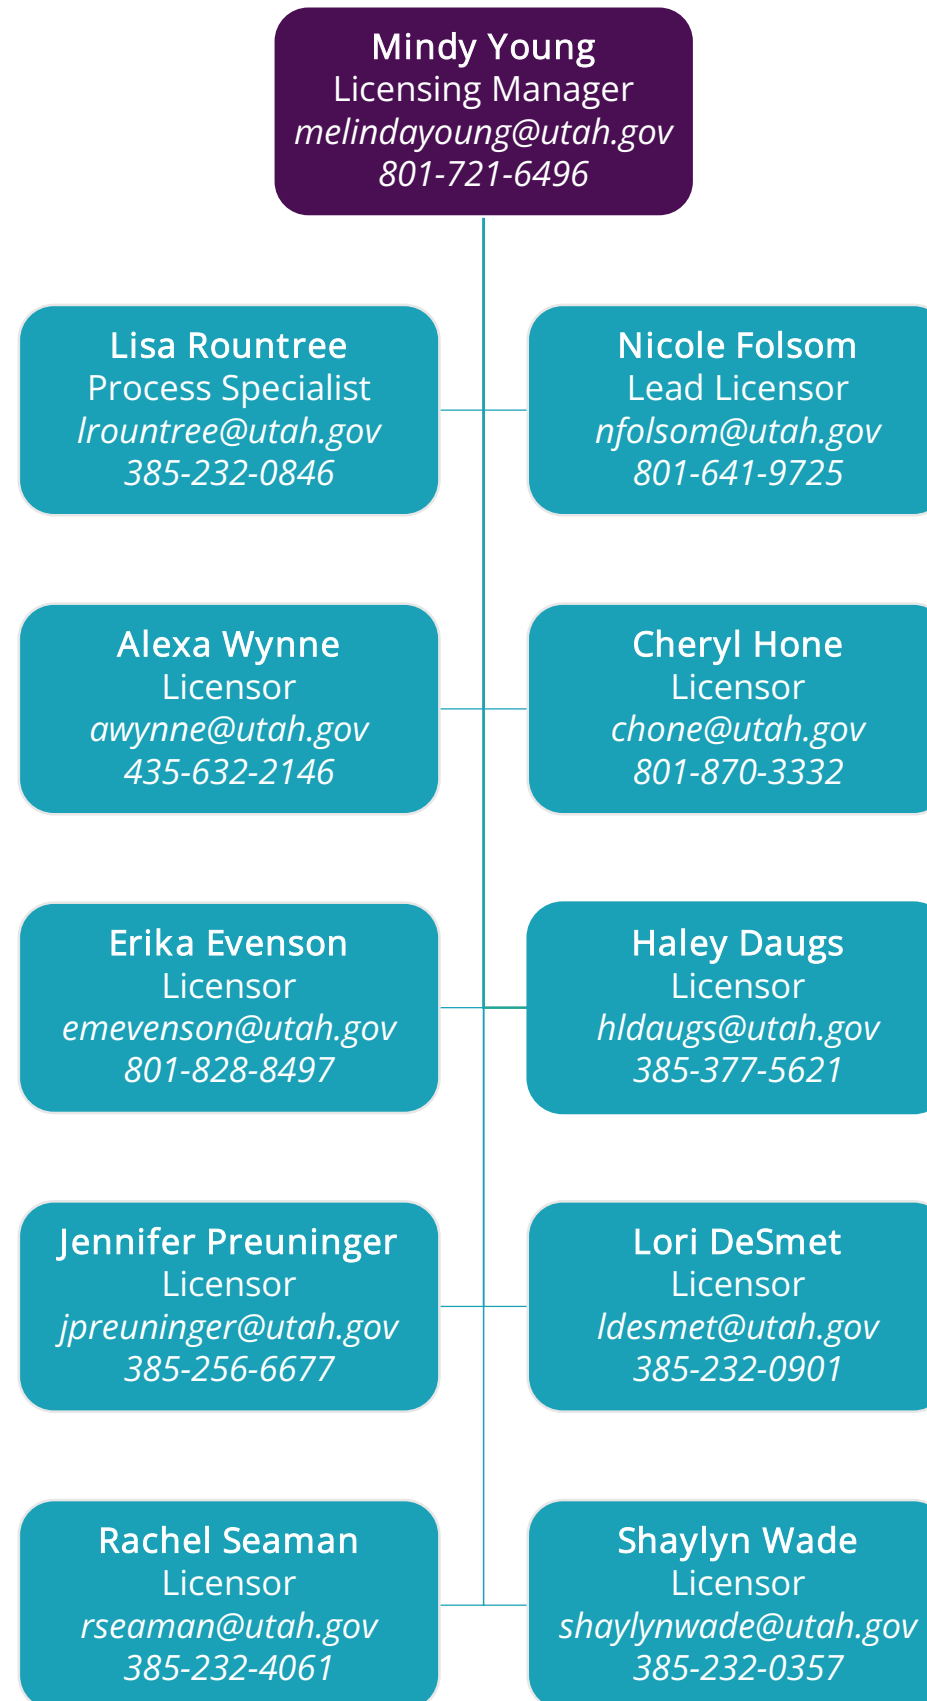 Mindy Young
Licensing Manager
melindayoung@utah.gov
801-721-6496
Lisa Rountree
Process Specialist
lrountree@utah.gov
385-232-0846
Nicole Folsom
Lead Licensor
nfolsom@utah.gov
801-641-9725
Alexa Wynne
Licensor
awynne@utah.gov
435-632-2146
Cheryl Hone
Licensor
chone@utah.gov
801-870-3332
Erika Evenson
Licensor
emevenson@utah.gov
801-828-8497
Haley Daugs
Licensor
hldaugs@utah.gov
385-377-5621
Jennifer Preuninger
Licensor
jpreuninger@utah.gov
385-256-6677
Lori DeSmet
Licensor
ldesmet@utah.gov
385-232-0901
Rachel Seaman
Licensor
rseaman@utah.gov
385-232-4061
Shaylyn Wade
Licensor
shaylynwade@utah.gov
385-232-0357